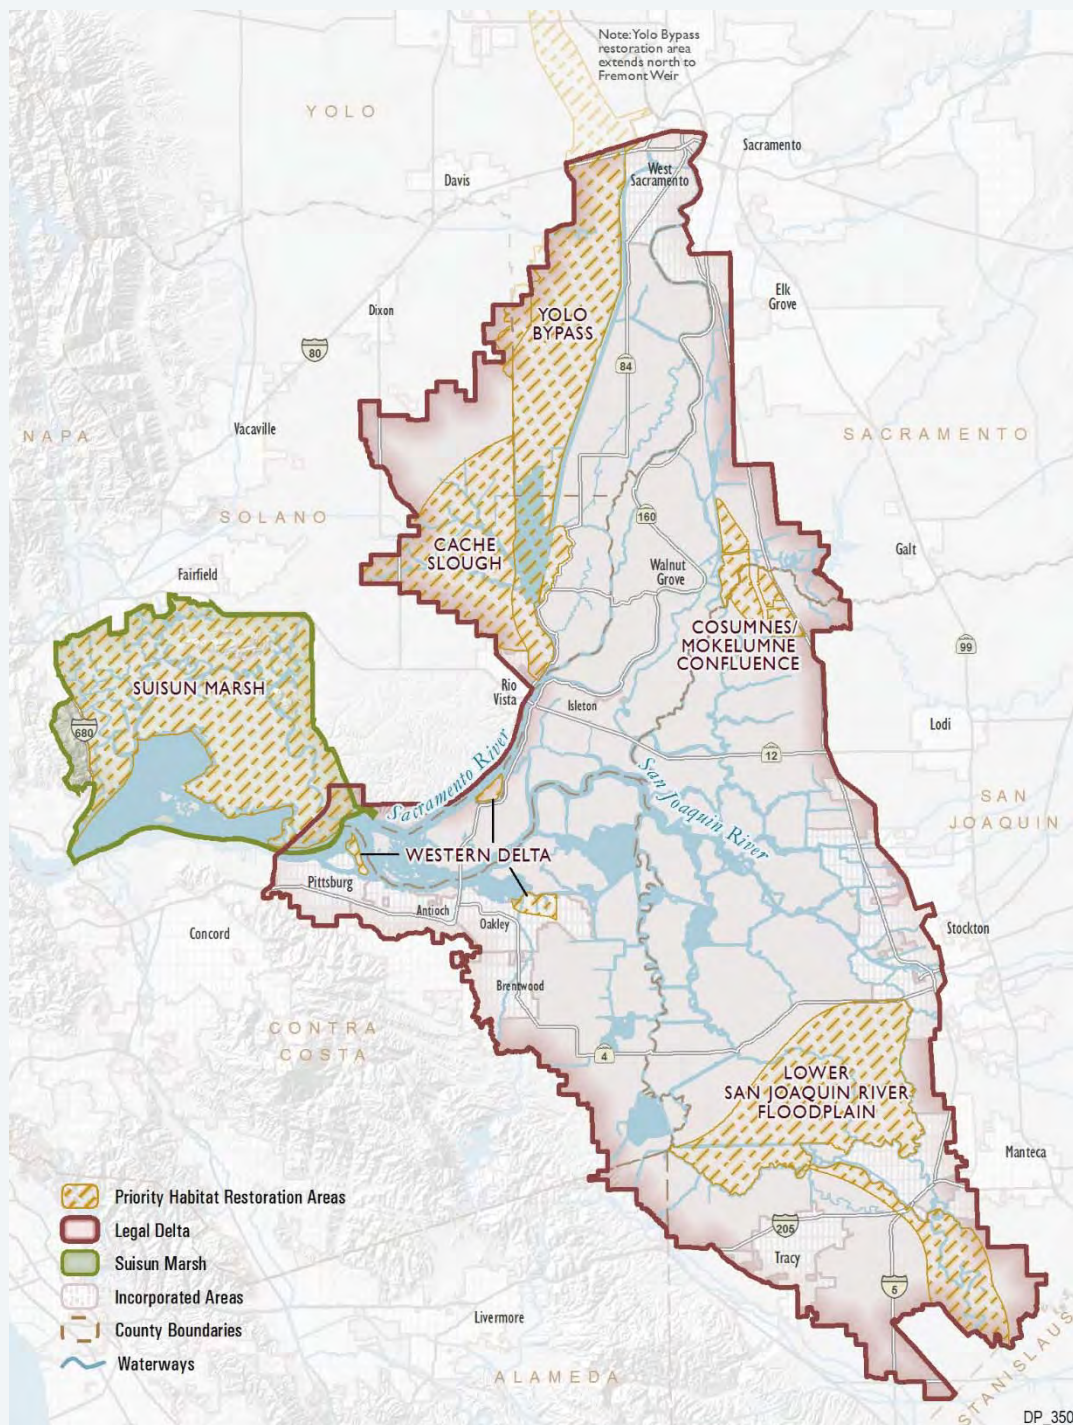 Note: Yolo Bypass
restoration area
extends north to
Fremont Weir
YOLO
Sacramento
West
Sacramento
Davis
Elk
Grove
YOLO
BYPASS
Dixon
80
84
NAPA
Vacaville
SACRAMENTO
SOLANO
160
CACHE
SLOUGH
Galt
Walnut
Grove
Fairfield
COSUMNES/
MOKELUMNE
CONFLUENCE
99
SUISUN MARSH
Rio
Vista
Isleton
680
Lodi
12
Sacramento River
San Joaquin River
SAN
JOAQUIN
WESTERN DELTA
Pittsburg
Antioch
Oakley
Concord
Stockton
Brentwood
CONTRA
COSTA
4
LOWER
SAN JOAQUIN RIVER
FLOODPLAIN
Manteca
Priority Habitat Restoration Areas
Legal Delta
Suisun Marsh
Incorporated Areas
County Boundaries
Waterways
205
Tracy
5
Livermore
ALAMEDA
STANISLAUS
DP_350